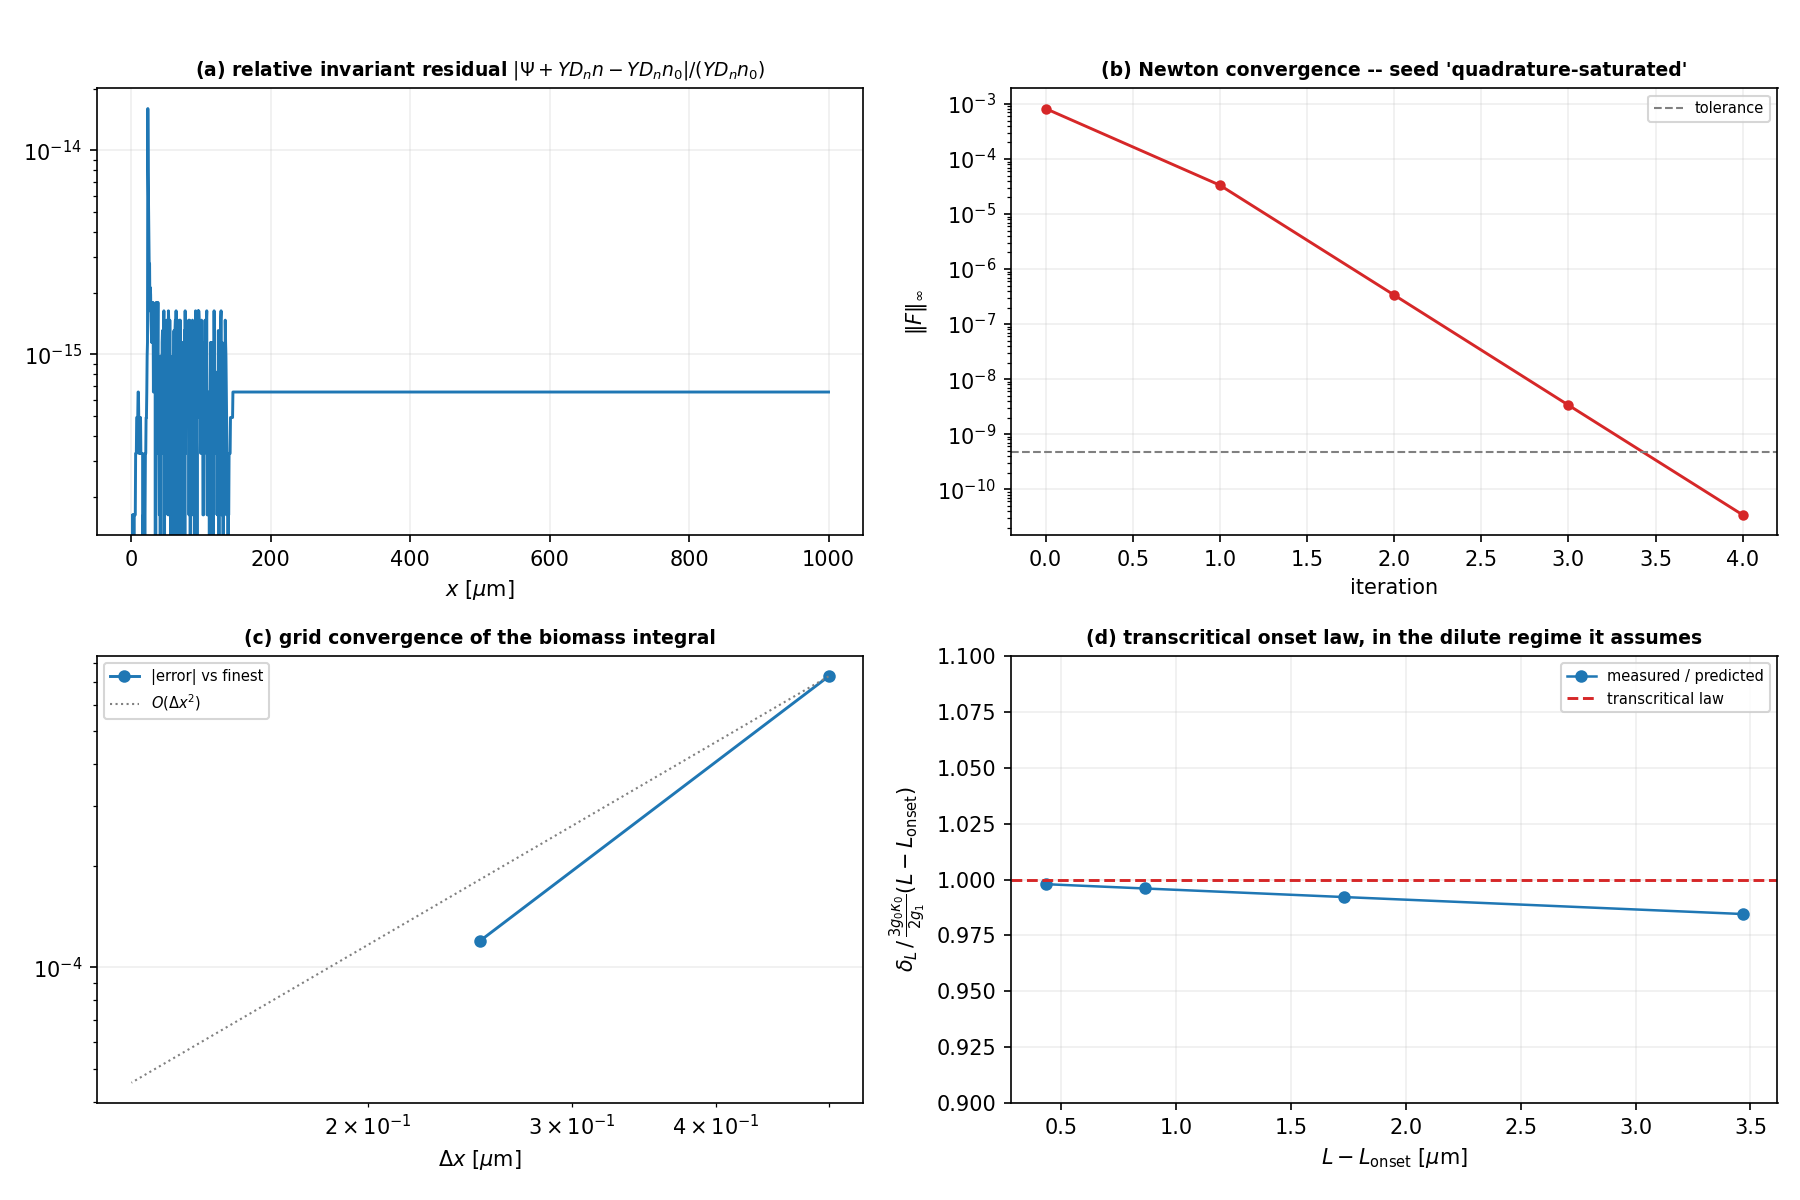 (a) relative invariant residual |Ψ + YDₙn − YDₙn₀|/(YDₙn₀)
10⁻¹⁴
10⁻¹⁵
0 200 400 600 800 1000
x [μm]
(b) Newton convergence -- seed 'quadrature-saturated'
tolerance
10⁻³
10⁻⁴
10⁻⁵
10⁻⁶
10⁻⁷
10⁻⁸
10⁻⁹
10⁻¹⁰
‖F‖∞
0.0 0.5 1.0 1.5 2.0 2.5 3.0 3.5 4.0
iteration
(c) grid convergence of the biomass integral
|error| vs finest
O(Δx²)
10⁻⁴
2 × 10⁻¹ 3 × 10⁻¹ 4 × 10⁻¹
Δx [μm]
(d) transcritical onset law, in the dilute regime it assumes
measured / predicted
transcritical law
1.100
1.075
1.050
1.025
1.000
0.975
0.950
0.925
0.900
δ_L / \frac{3g₀κ₀}{2g₁}(L − L_onset)
0.5 1.0 1.5 2.0 2.5 3.0 3.5
L − L_onset [μm]